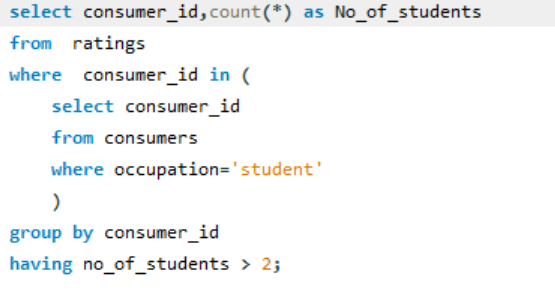 select consumer_id,count(*) as No_of_students
from  ratings
where  consumer_id in (
    select consumer_id
    from consumers
    where occupation='student'
    )
group by consumer_id
having no_of_students > 2;